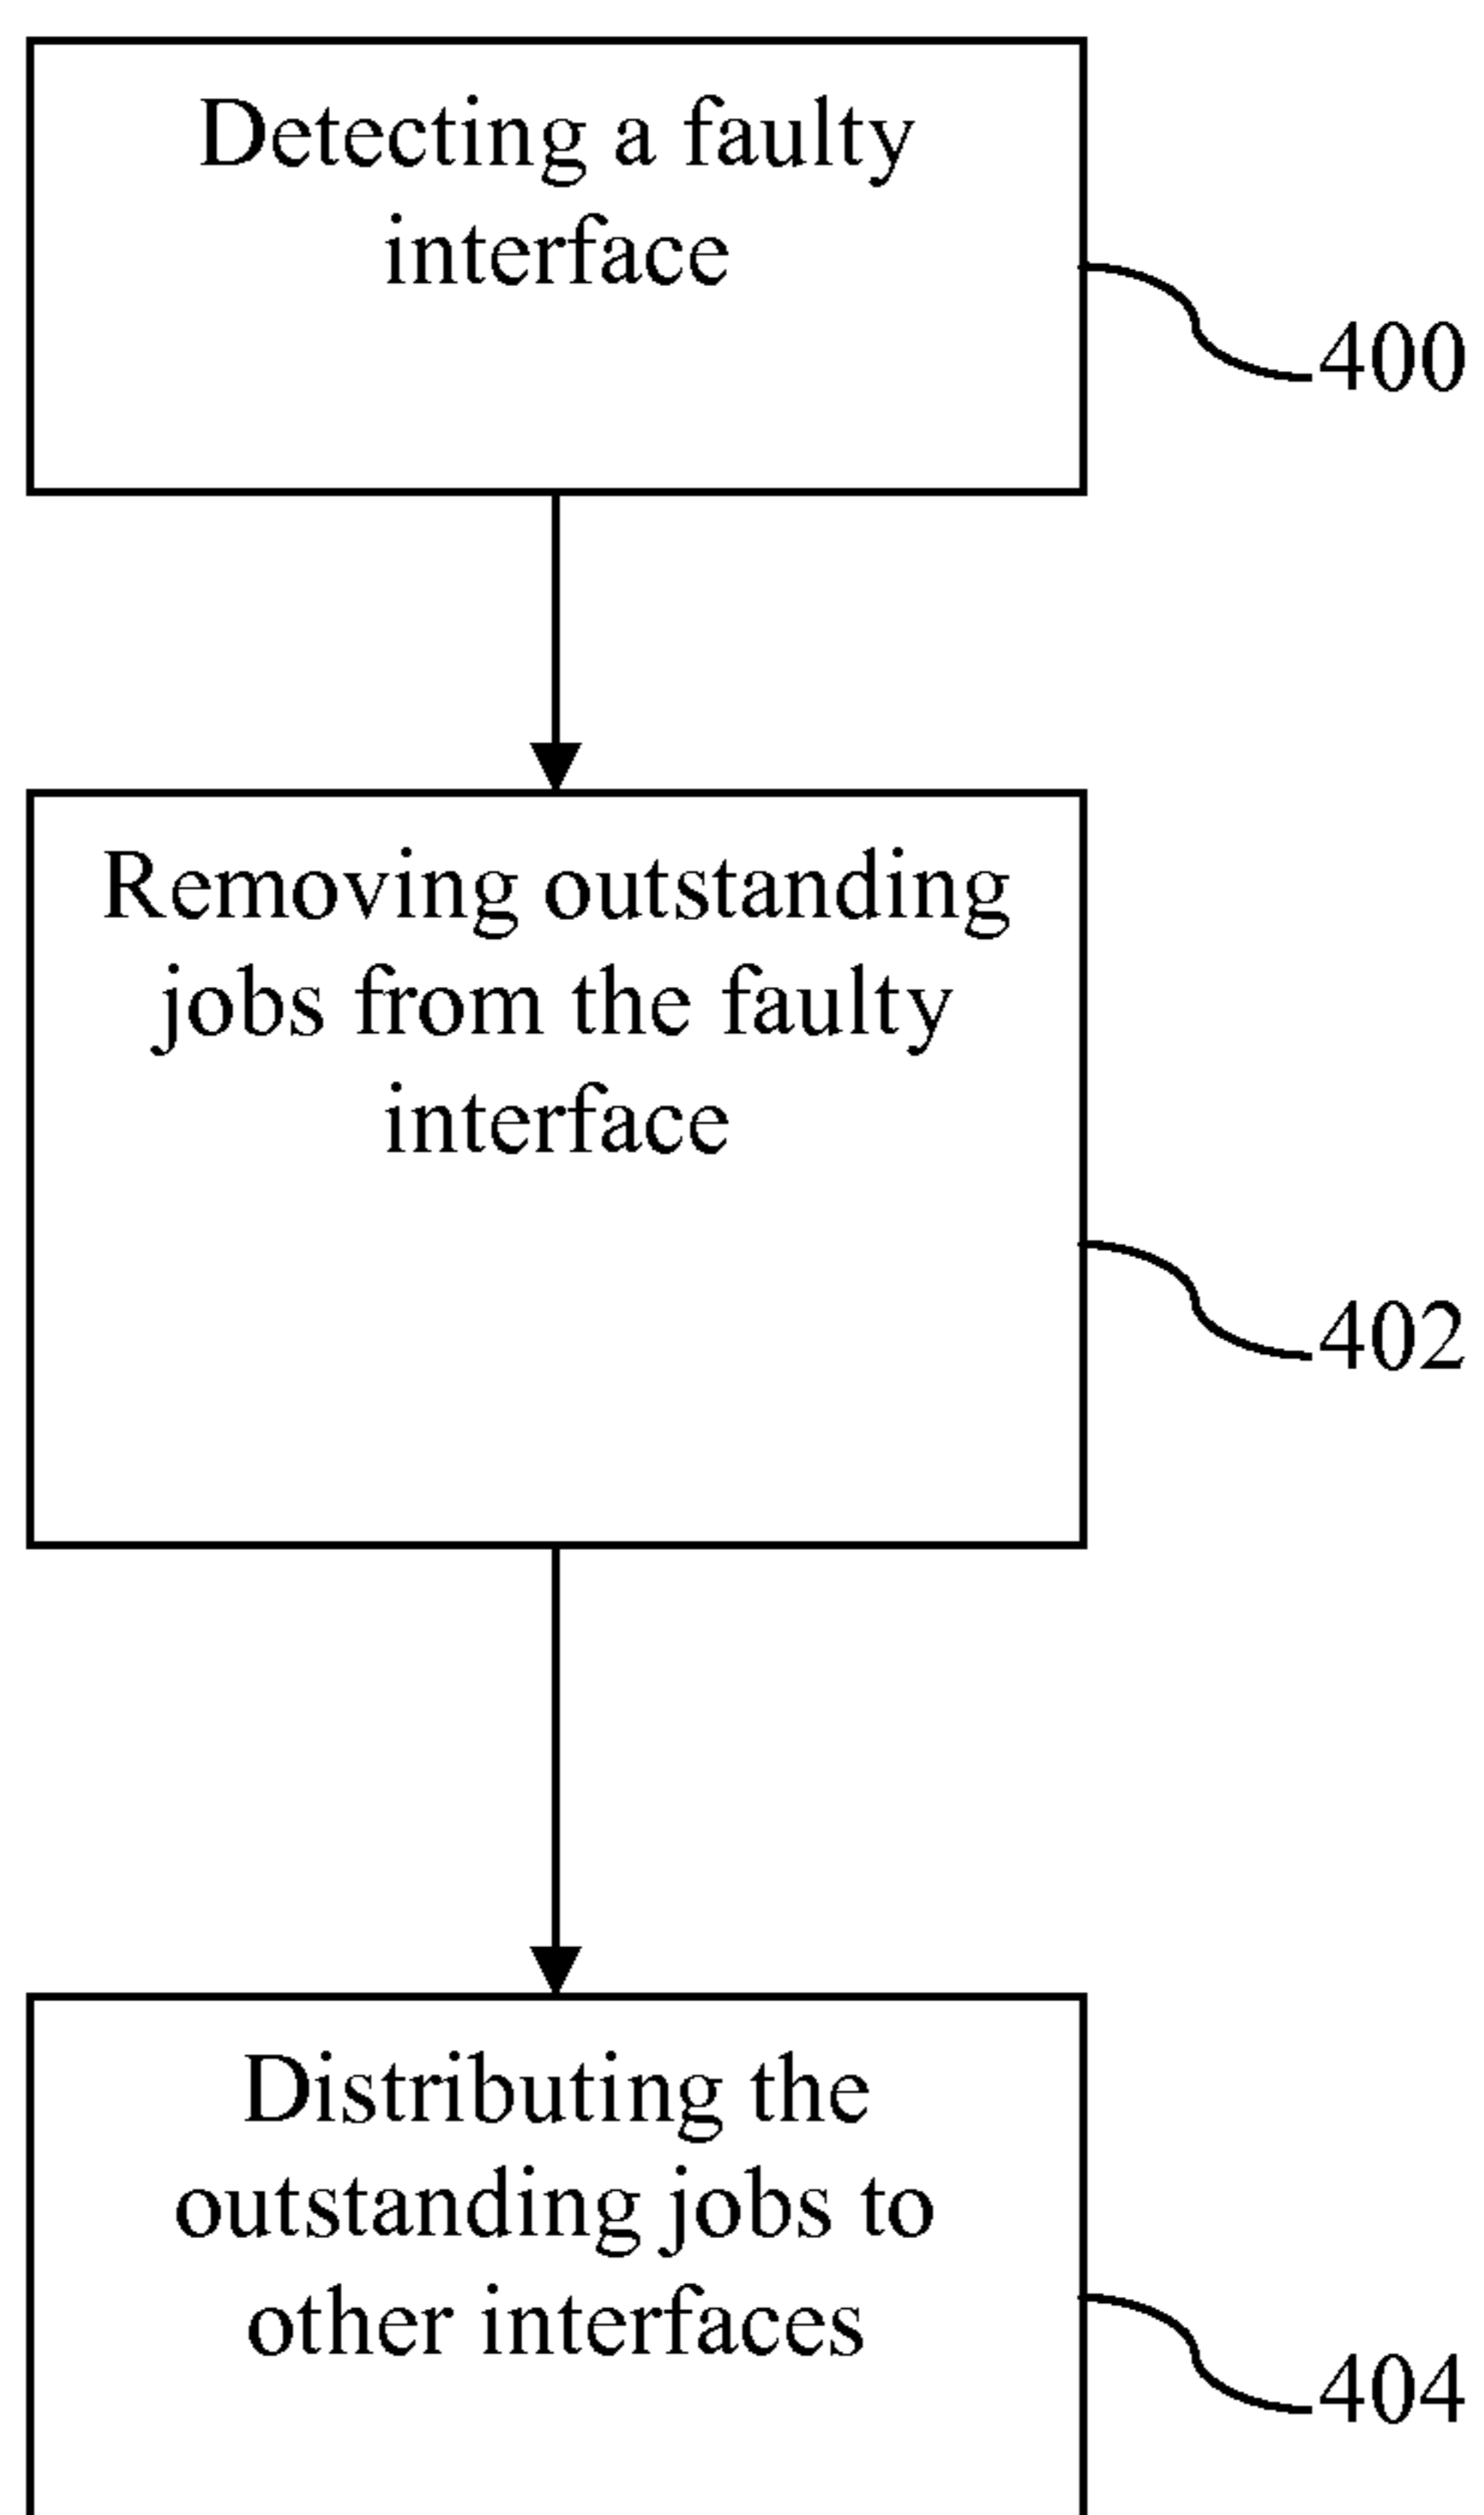 Detecting a faulty
interface
400
Removing outstanding
jobs from the faulty
interface
402
Distributing the
outstanding jobs to
other interfaces
404